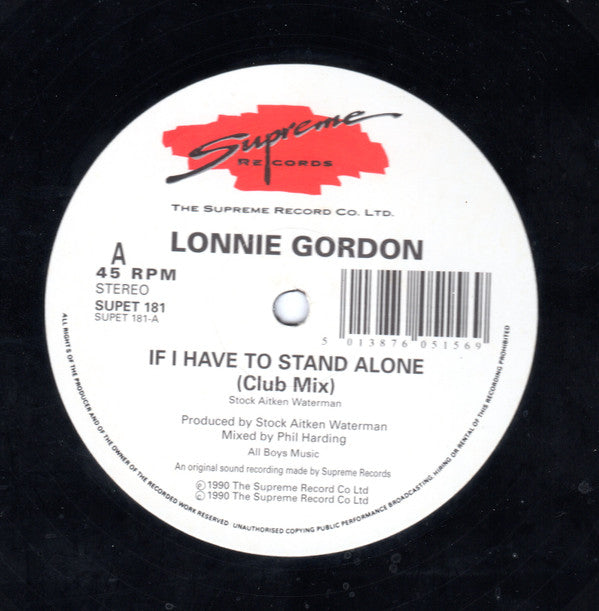 Supreme
RECORDS
THE SUPREME RECORD CO. LTD.
LONNIE GORDON
A
45 RPM
STEREO
SUPET 181
SUPET 181-A
5 013876 051569
IF I HAVE TO STAND ALONE
(Club Mix)
Stock Aitken Waterman
Produced by Stock Aitken Waterman
Mixed by Phil Harding
All Boys Music
An original sound recording made by Supreme Records
℗1990 The Supreme Record Co Ltd
©1990 The Supreme Record Co Ltd
ALL RIGHTS OF THE PRODUCER AND OF THE OWNER OF THE RECORDED WORK RESERVED UNAUTHORISED COPYING PUBLIC PERFORMANCE BROADCASTING HIRING OR RENTAL OF THIS RECORDING PROHIBITED